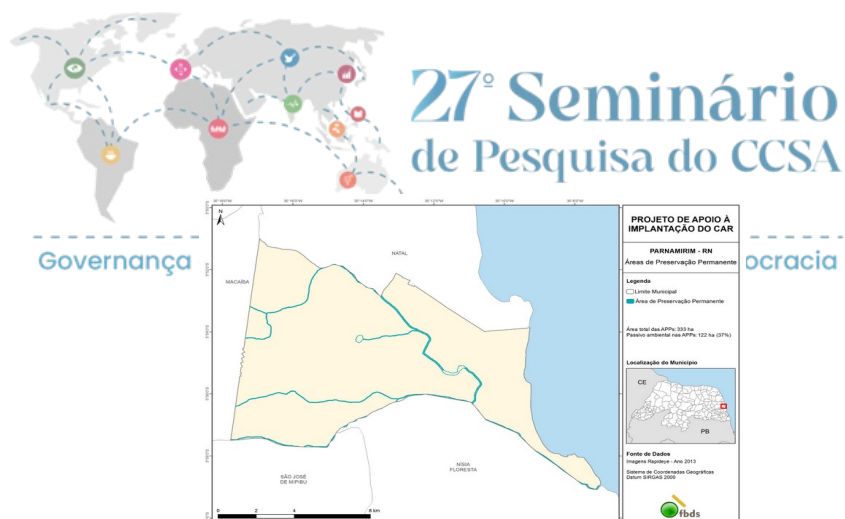 27º Seminário
de Pesquisa do CCSA
Governança
ocracia
PROJETO DE APOIO À
IMPLANTAÇÃO DO CAR
PARNAMIRIM - RN
Áreas de Preservação Permanente
Legenda
Limite Municipal
Área de Preservação Permanente
Área total das APPs: 333 ha
Passivo ambiental nas APPs: 122 ha (37%)
Localização do Município
CE
PB
Fonte de Dados
Imagens Rapideye - Ano 2013
Sistema de Coordenadas Geográficas
Datum SIRGAS 2000
fbds
N
NATAL
MACAÍBA
NÍSIA
FLORESTA
SÃO JOSÉ
DE MIPIBU
0 2 4 8 km